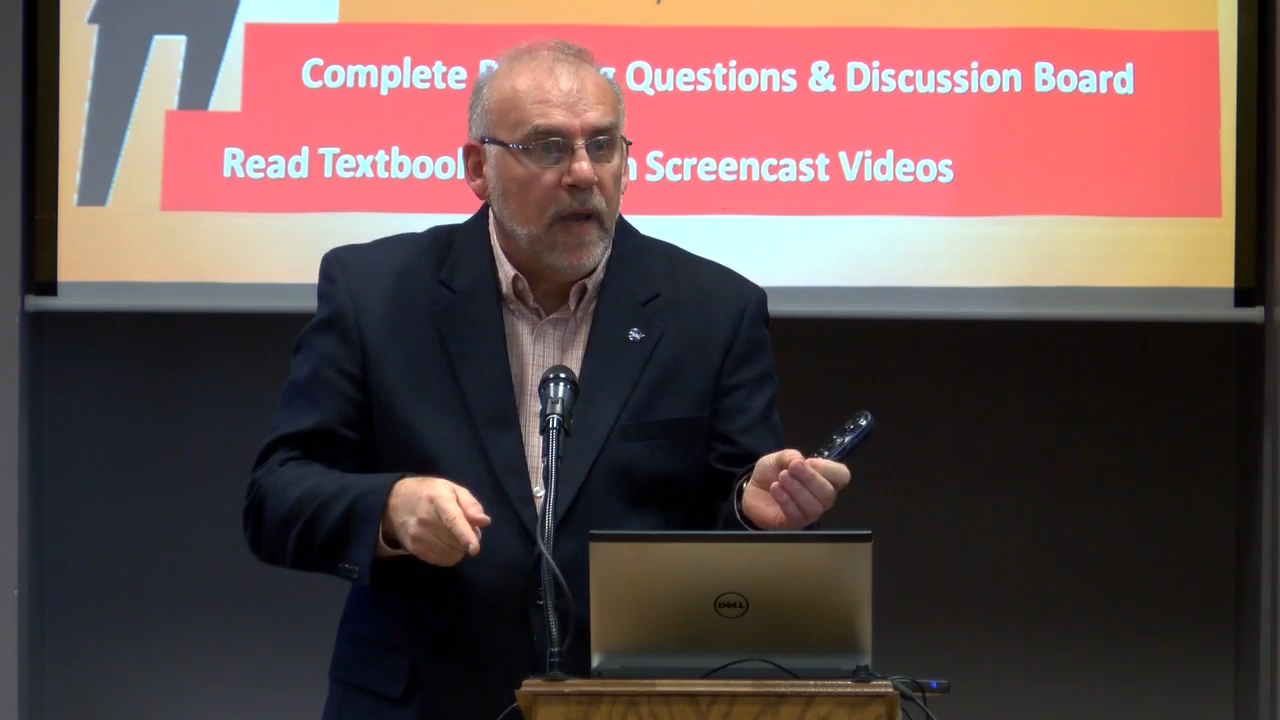 Complete Questions & Discussion Board
Read Textbook Screencast Videos
DELL